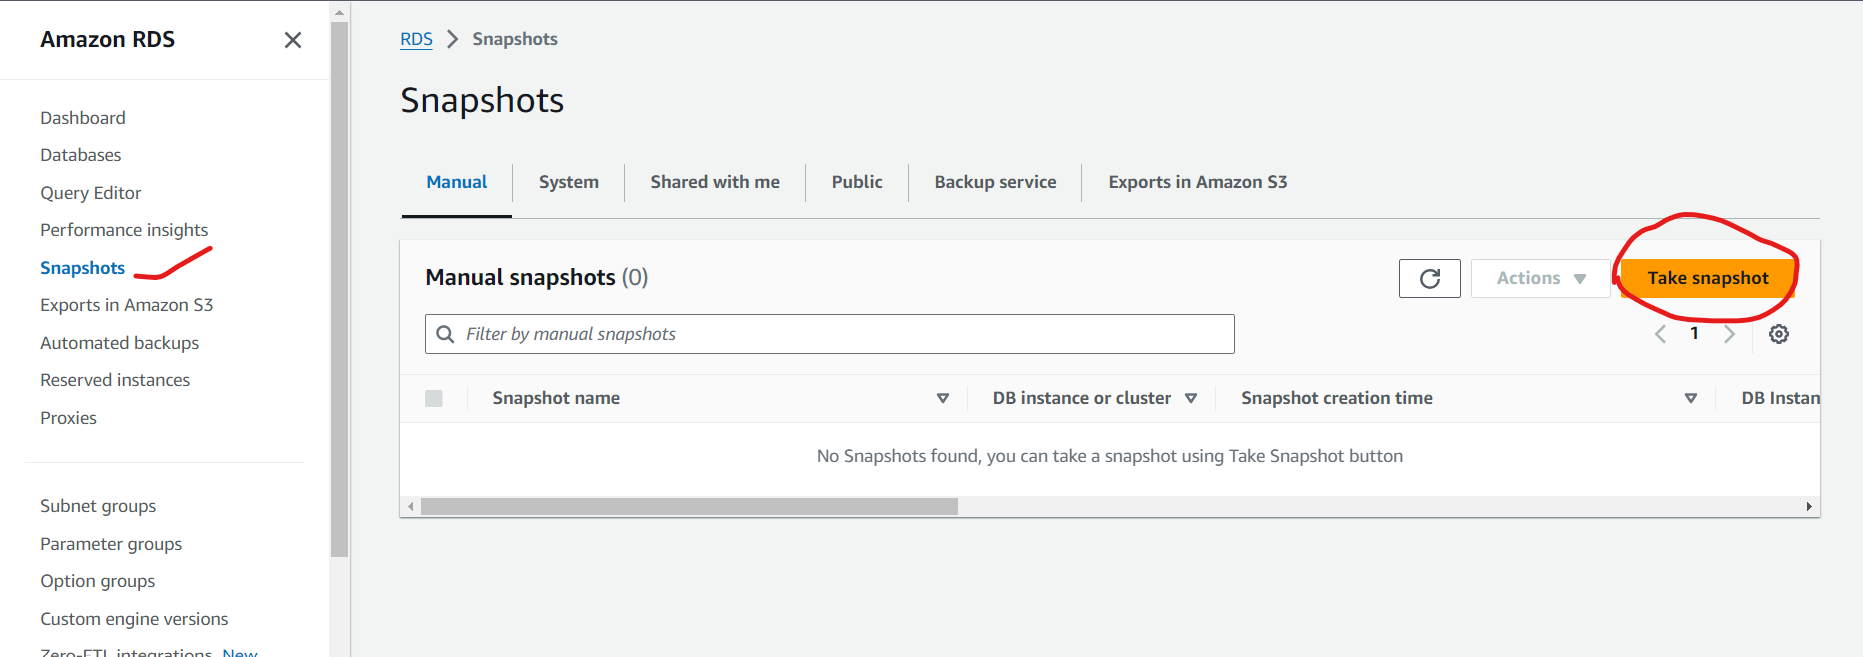 Amazon RDS
Dashboard
Databases
Query Editor
Performance insights
Snapshots
Exports in Amazon S3
Automated backups
Reserved instances
Proxies
Subnet groups
Parameter groups
Option groups
Custom engine versions
Zero-ETL integrations New
RDS > Snapshots
Snapshots
Manual System Shared with me Public Backup service Exports in Amazon S3
Manual snapshots (0) Actions Take snapshot
Filter by manual snapshots 1
Snapshot name DB instance or cluster Snapshot creation time DB Instan
No Snapshots found, you can take a snapshot using Take Snapshot button